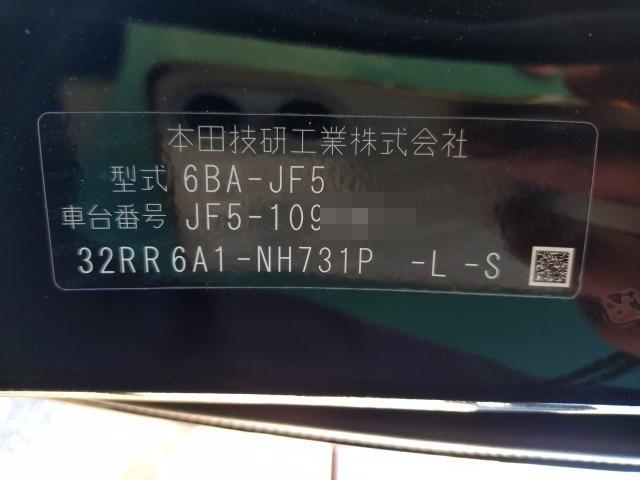 本田技研工業株式会社
型式 6BA-JF5
車台番号 JF5-109
32RR6A1-NH731P -L -S